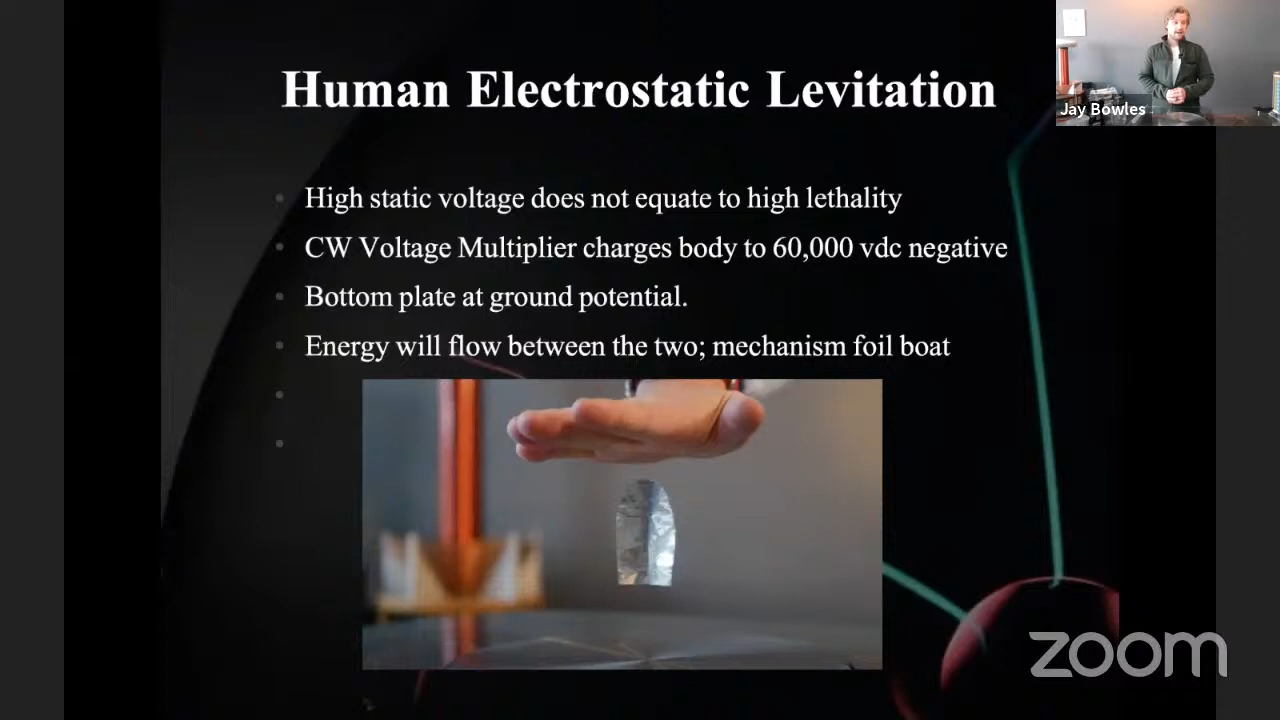 Human Electrostatic Levitation
Jay Bowles
High static voltage does not equate to high lethality
CW Voltage Multiplier charges body to 60,000 vdc negative
Bottom plate at ground potential.
Energy will flow between the two; mechanism foil boat
zoom